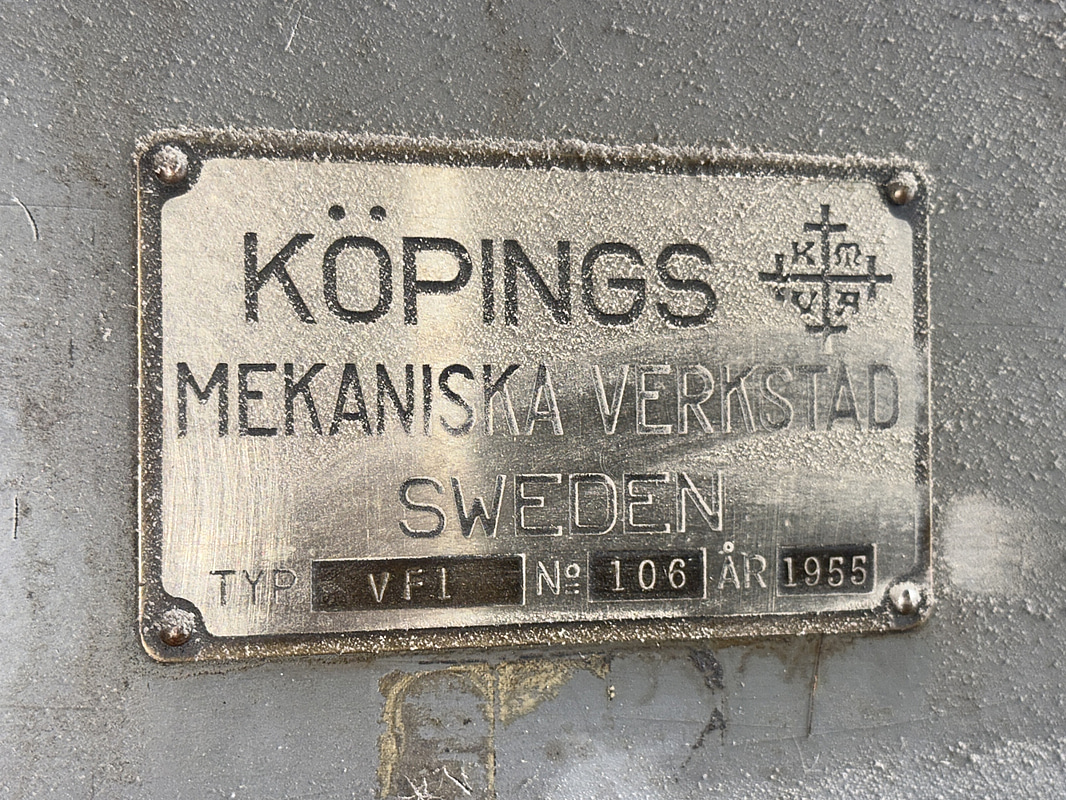 KÖPINGS
K M
V A
MEKANISKA VERKSTAD
SWEDEN
TYP VF1 Nº 106 ÅR 1955